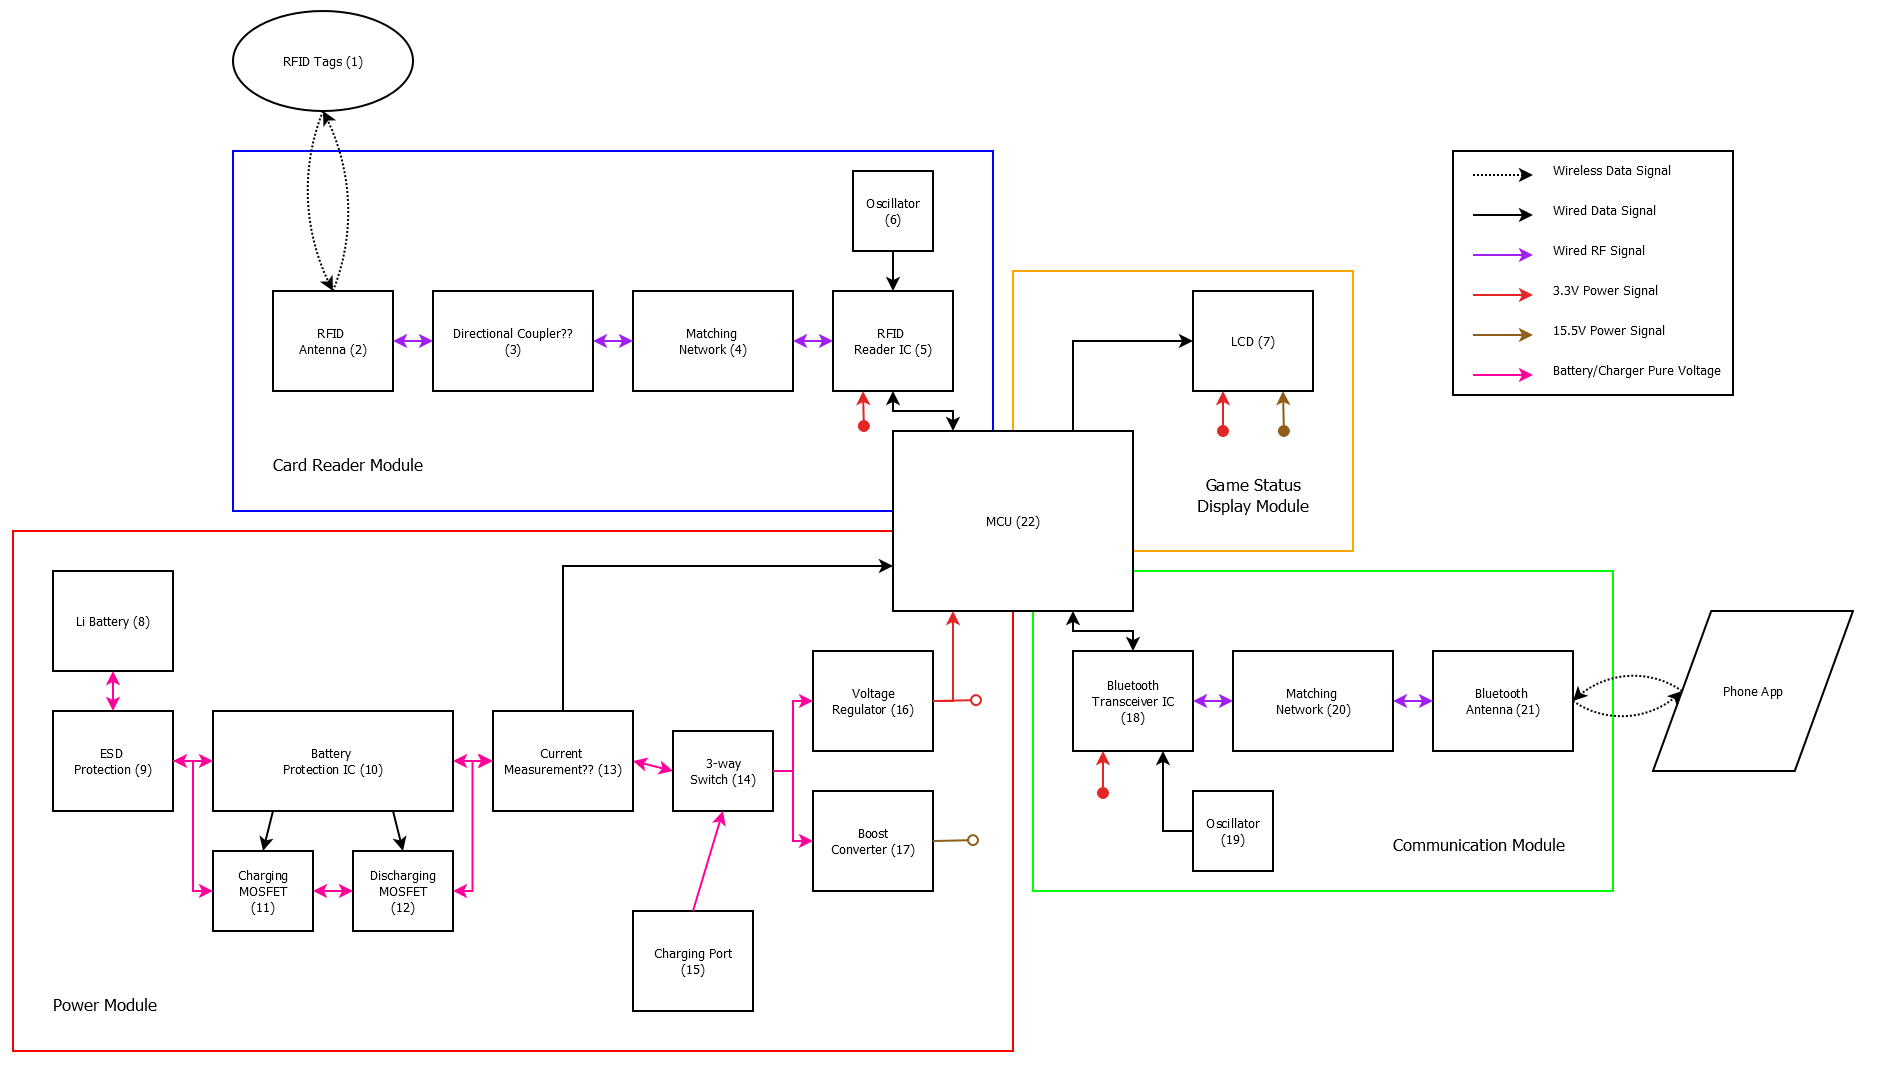 RFID Tags (1)
Oscillator
(6)
RFID
Antenna (2)
Directional Coupler??
(3)
Matching
Network (4)
RFID
Reader IC (5)
Card Reader Module
LCD (7)
Game Status
Display Module
Wireless Data Signal
Wired Data Signal
Wired RF Signal
3.3V Power Signal
15.5V Power Signal
Battery/Charger Pure Voltage
MCU (22)
Li Battery (8)
ESD
Protection (9)
Battery
Protection IC (10)
Current
Measurement?? (13)
3-way
Switch (14)
Voltage
Regulator (16)
Boost
Converter (17)
Charging
MOSFET
(11)
Discharging
MOSFET
(12)
Charging Port
(15)
Power Module
Bluetooth
Transceiver IC
(18)
Matching
Network (20)
Bluetooth
Antenna (21)
Phone App
Oscillator
(19)
Communication Module